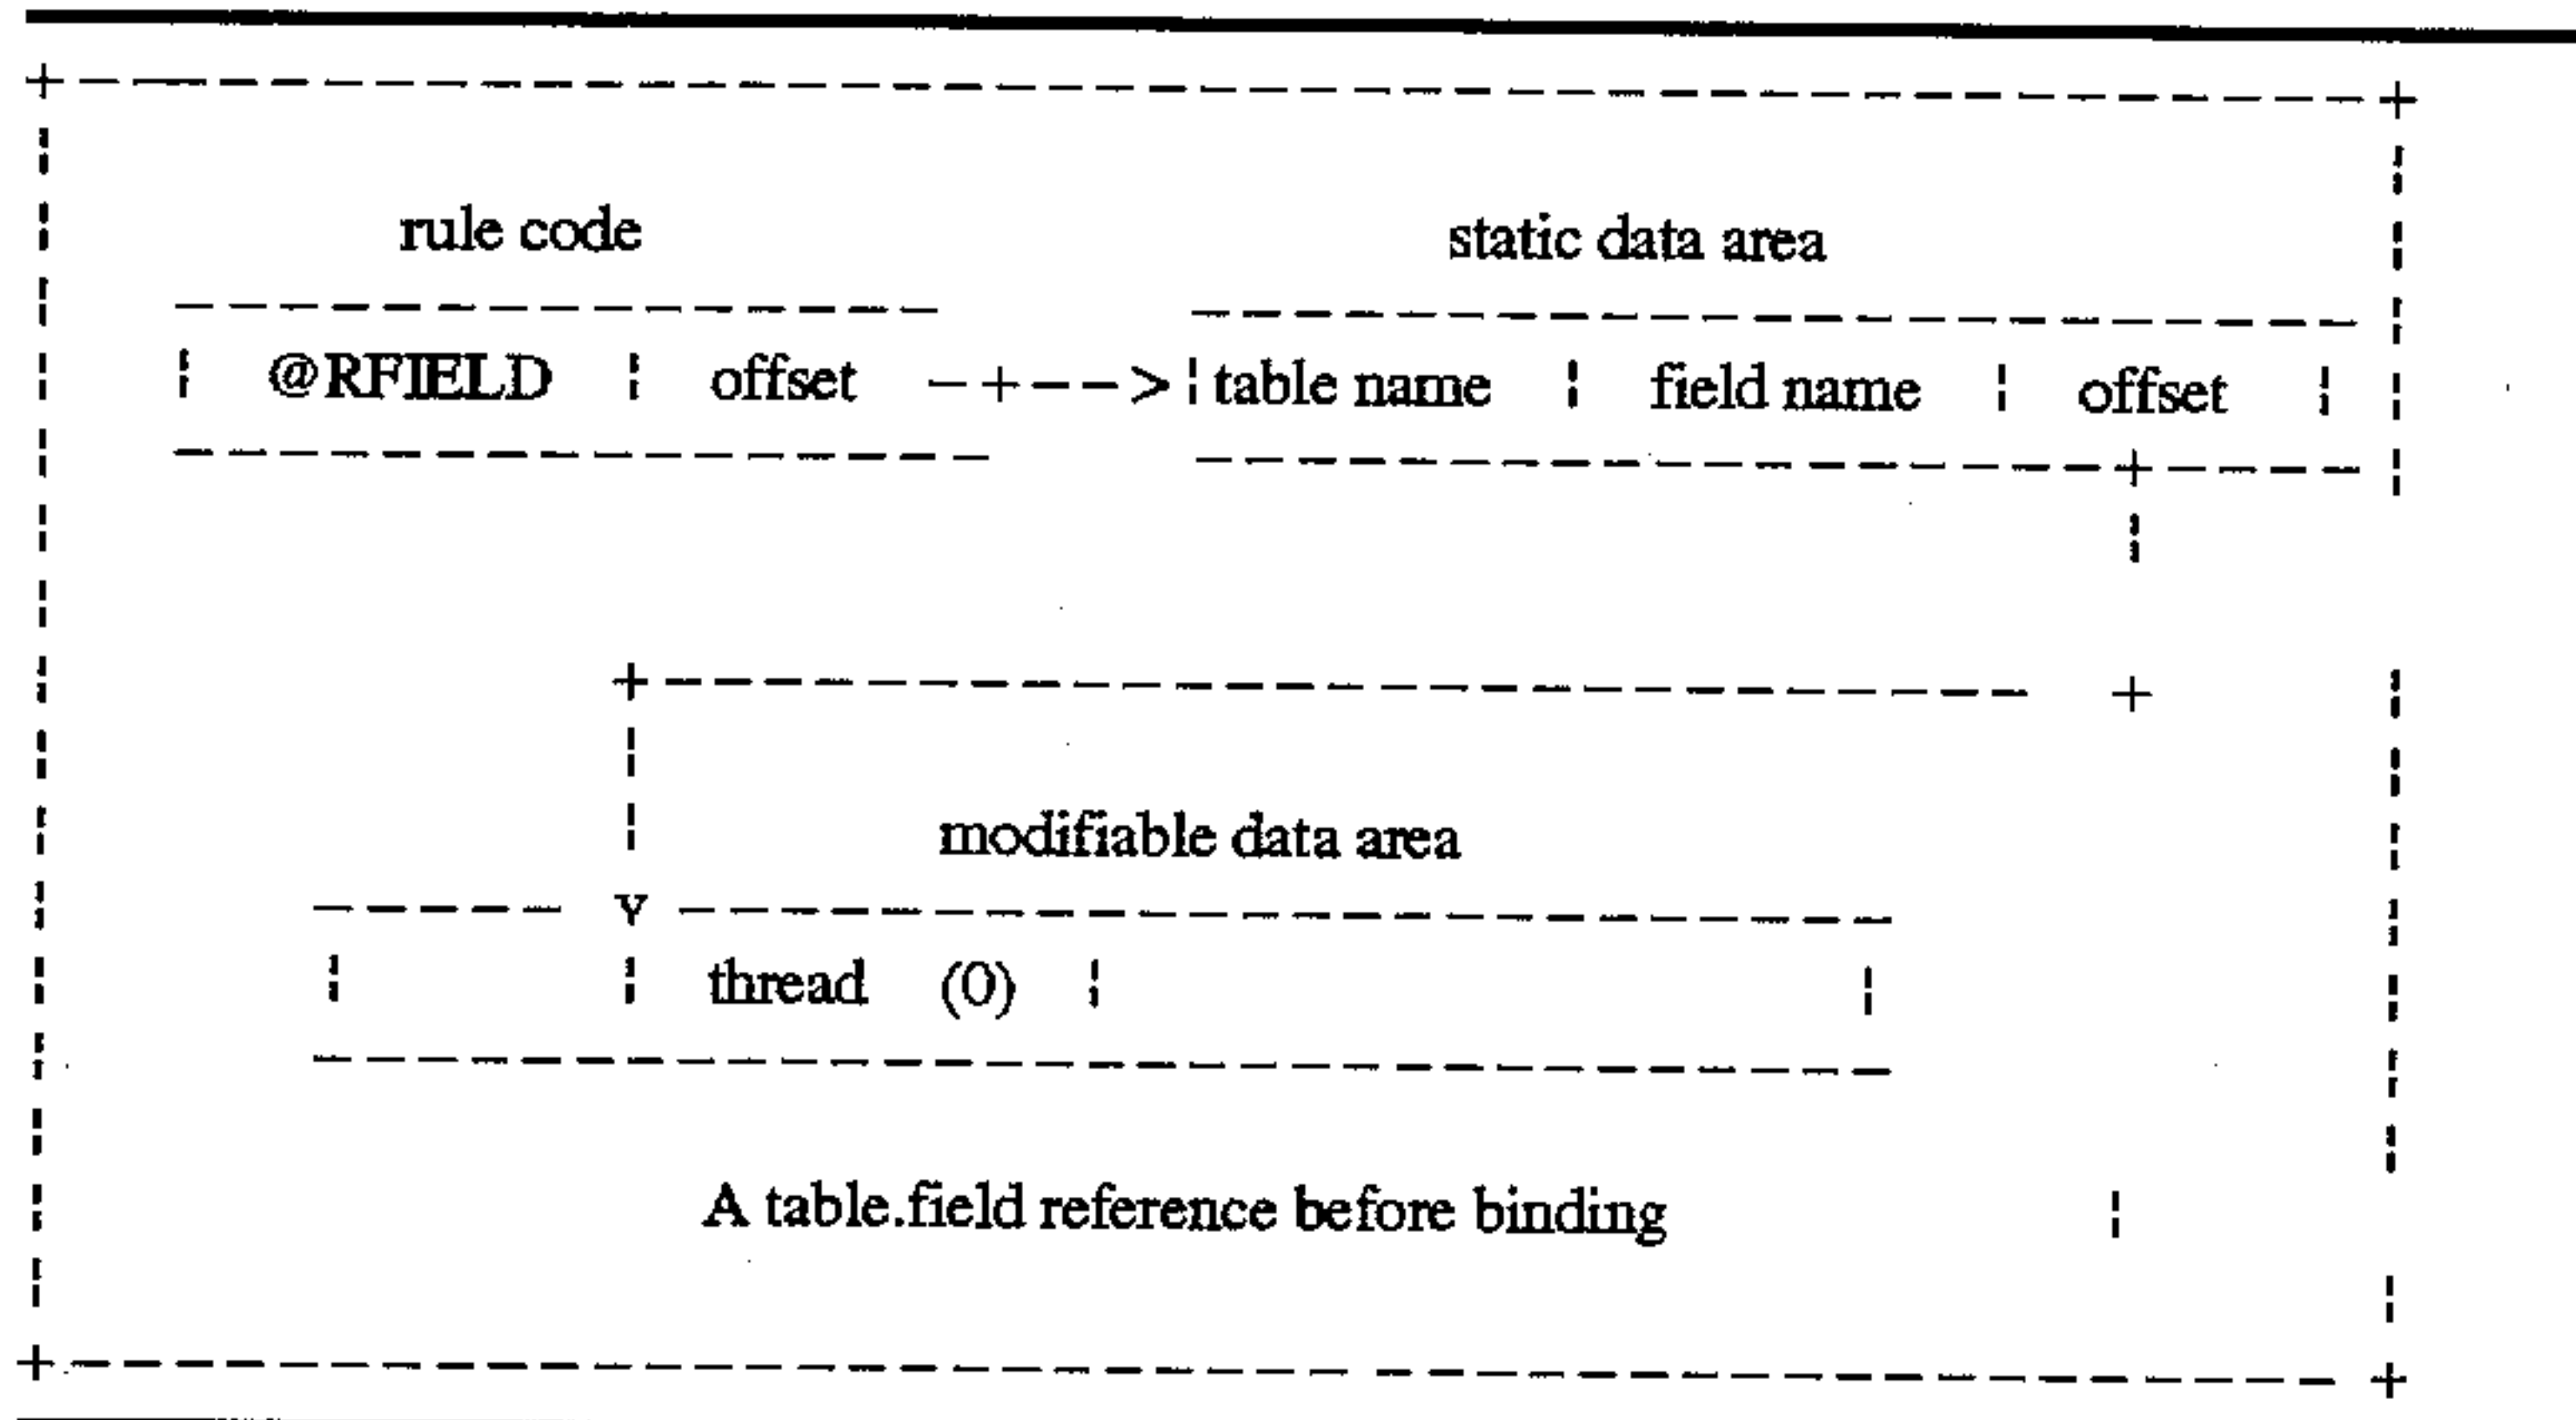 rule code static data area
@RFIELD | offset -+--->| table name | field name | offset |
modifiable data area
v
| | thread (0) | |
A table.field reference before binding